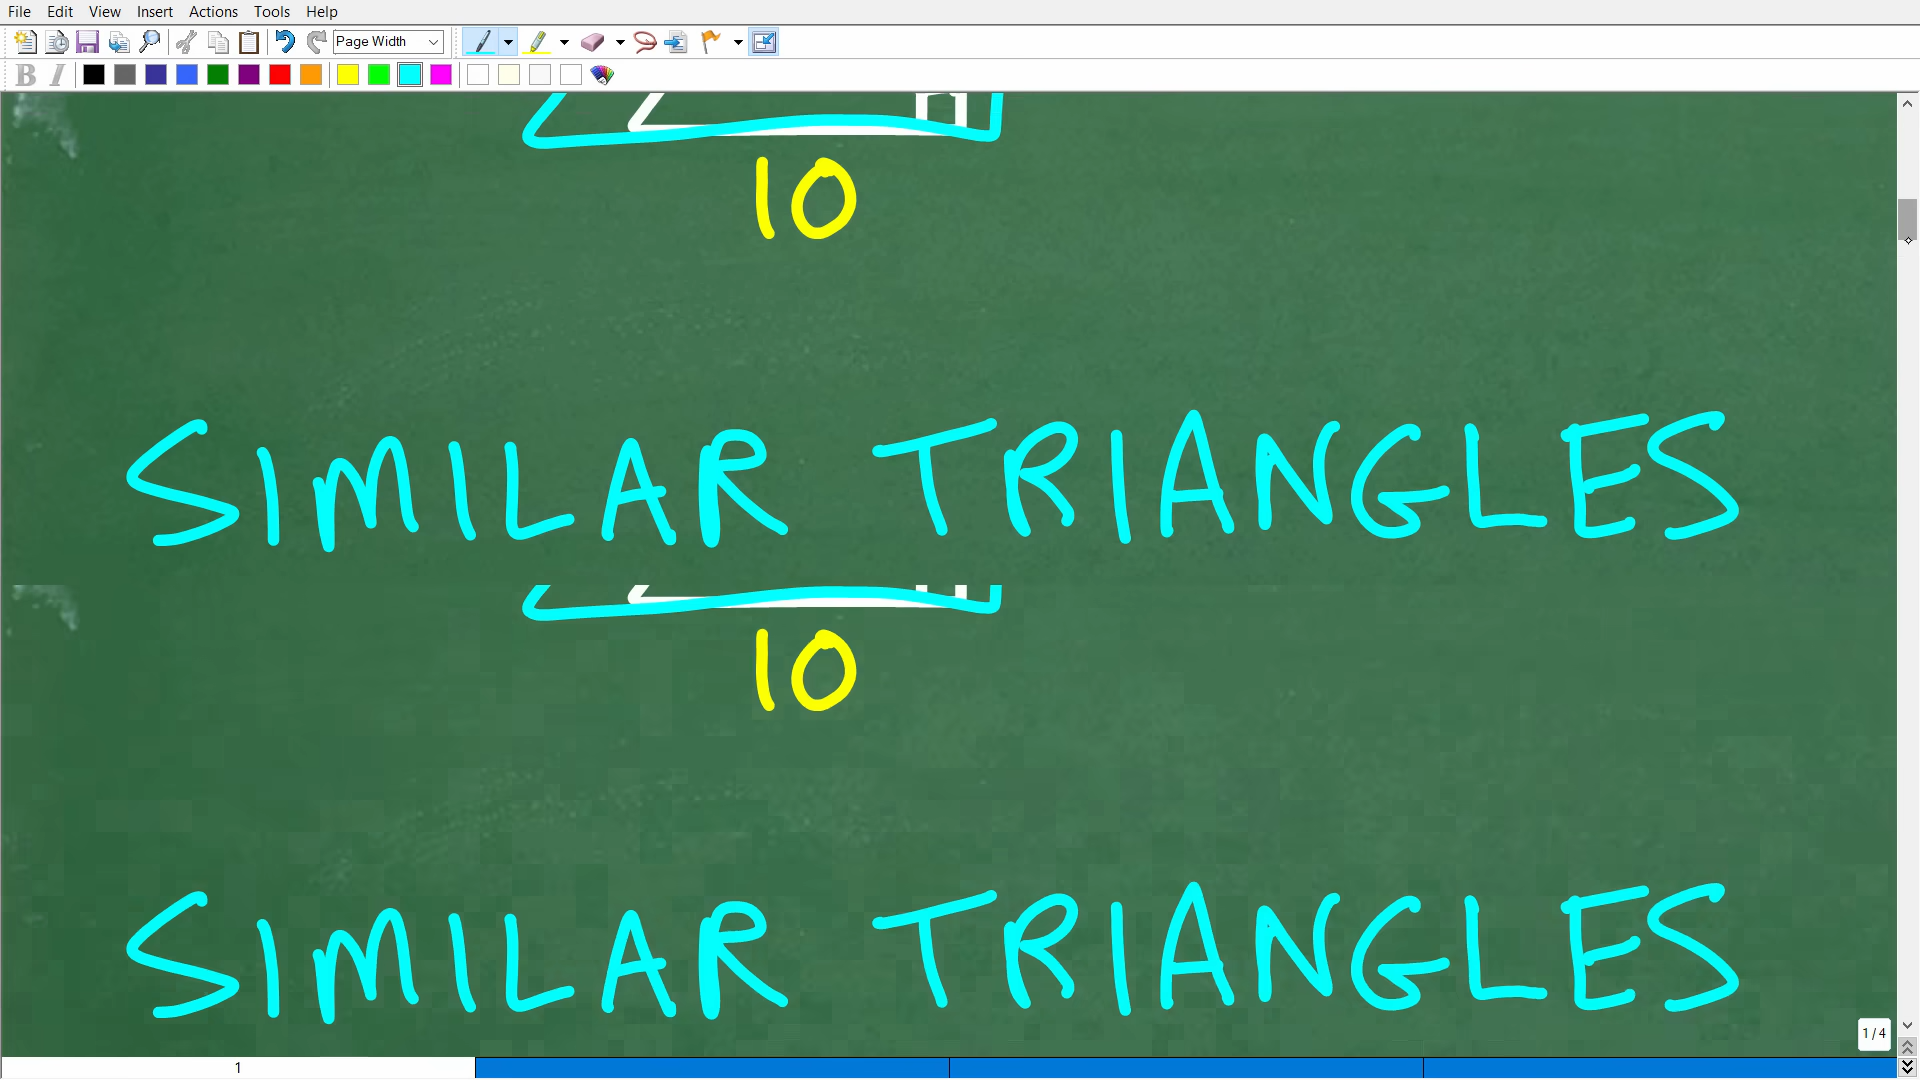 File Edit View Insert Actions Tools Help
Page Width
B I
10
SIMILAR TRIANGLES
10
SIMILAR TRIANGLES
1 / 4
1